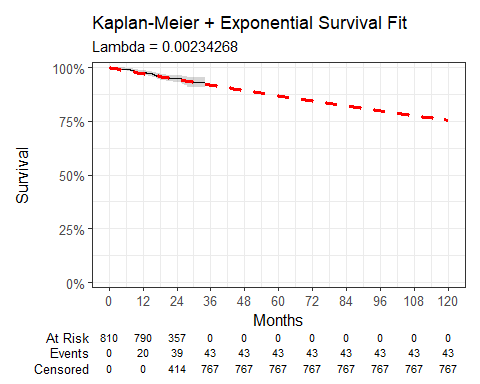 Kaplan-Meier + Exponential Survival Fit
Lambda = 0.00234268
100%
75%
50%
25%
0%
Survival
0 12 24 36 48 60 72 84 96 108 120
Months
At Risk 810 790 357 0 0 0 0 0 0 0 0
Events 0 20 39 43 43 43 43 43 43 43 43
Censored 0 0 414 767 767 767 767 767 767 767 767